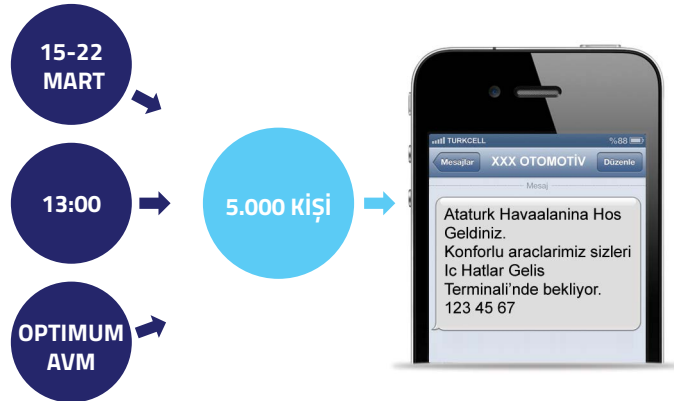 15-22
MART
13:00
OPTIMUM
AVM
5.000 KİŞİ
TURKCELL
%88
Mesajlar
XXX OTOMOTİV
Düzenle
Mesaj
Ataturk Havaalanina Hos
Geldiniz.
Konforlu araclarimiz sizleri
Ic Hatlar Gelis
Terminali’nde bekliyor.
123 45 67